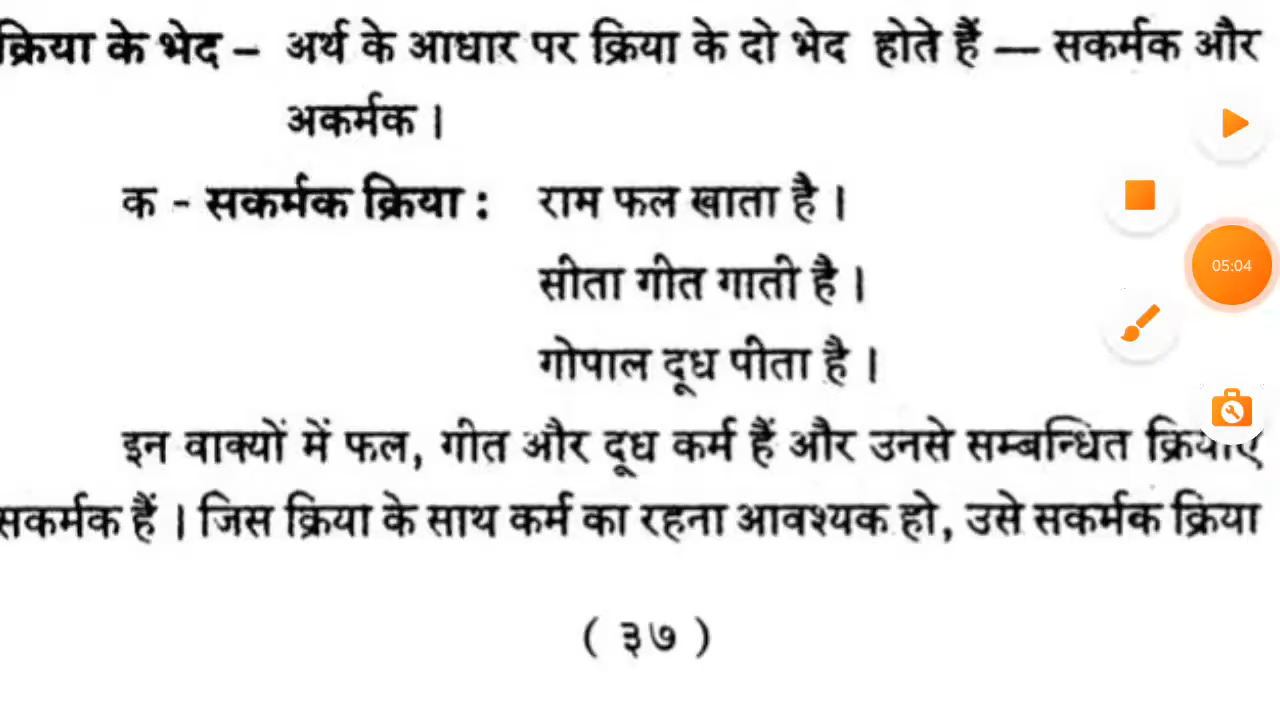 क्रिया के भेद – अर्थ के आधार पर क्रिया के दो भेद होते हैं — सकर्मक और
अकर्मक ।
क - सकर्मक क्रिया : राम फल खाता है ।
सीता गीत गाती है ।
05:04
गोपाल दूध पीता है ।
इन वाक्यों में फल, गीत और दूध कर्म हैं और उनसे सम्बन्धित क्रियाएँ
सकर्मक हैं । जिस क्रिया के साथ कर्म का रहना आवश्यक हो, उसे सकर्मक क्रिया
( ३७ )